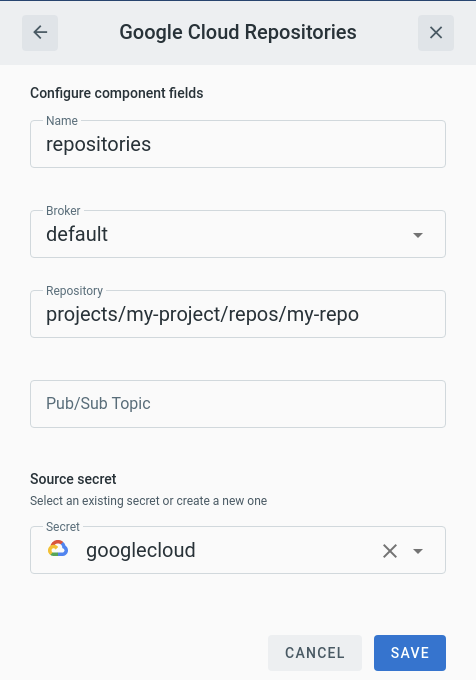 Google Cloud Repositories
Configure component fields
Name
repositories
Broker
default
Repository
projects/my-project/repos/my-repo
Pub/Sub Topic
Source secret
Select an existing secret or create a new one
Secret
googlecloud
CANCEL
SAVE